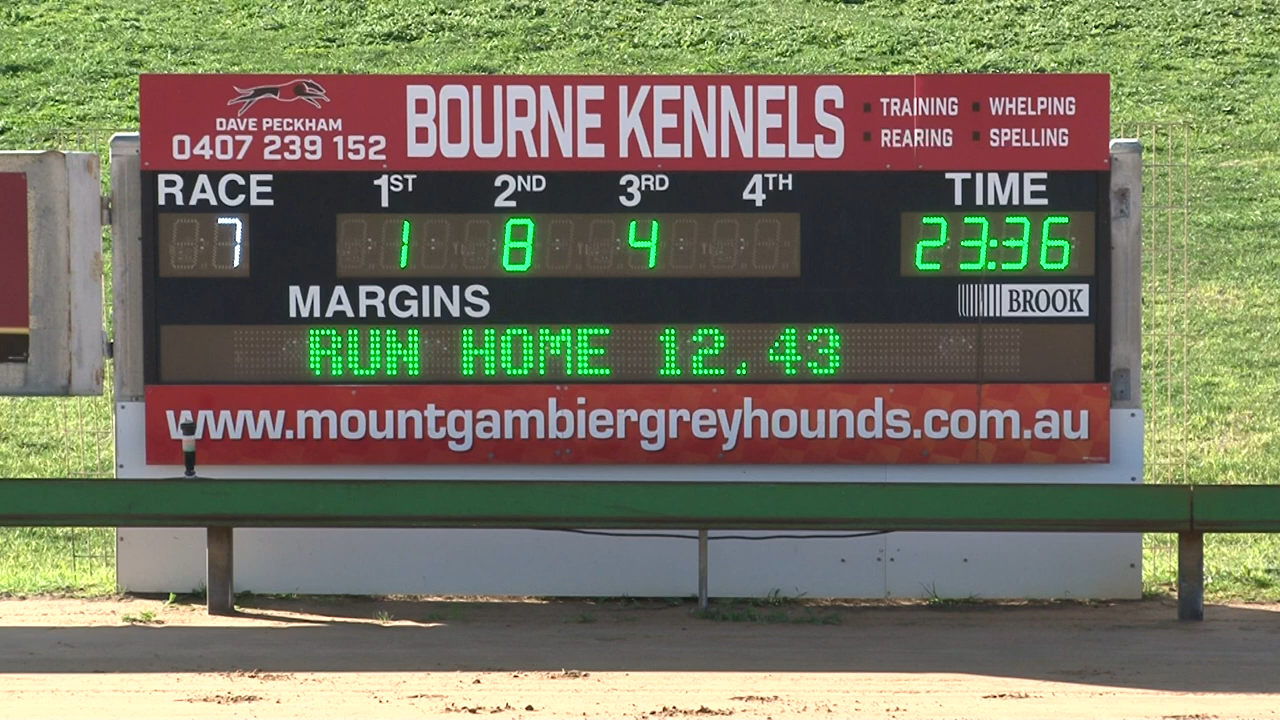 DAVE PECKHAM
0407 239 152
BOURNE KENNELS
TRAINING
WHELPING
REARING
SPELLING
RACE 1ST 2ND 3RD 4TH TIME
7 1 8 4 23:36
MARGINS
BROOK
RUN HOME 12.43
www.mountgambiergreyhounds.com.au